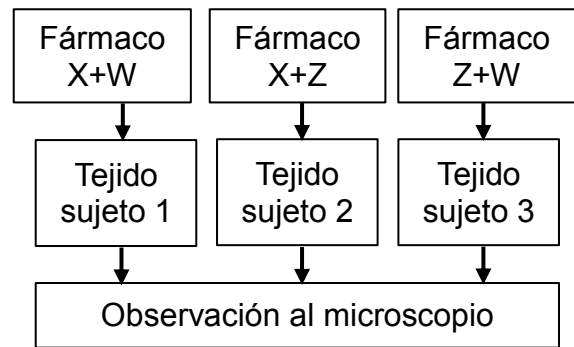 Fármaco
X+W
Fármaco
X+Z
Fármaco
Z+W
Tejido
sujeto 1
Tejido
sujeto 2
Tejido
sujeto 3
Observación al microscopio